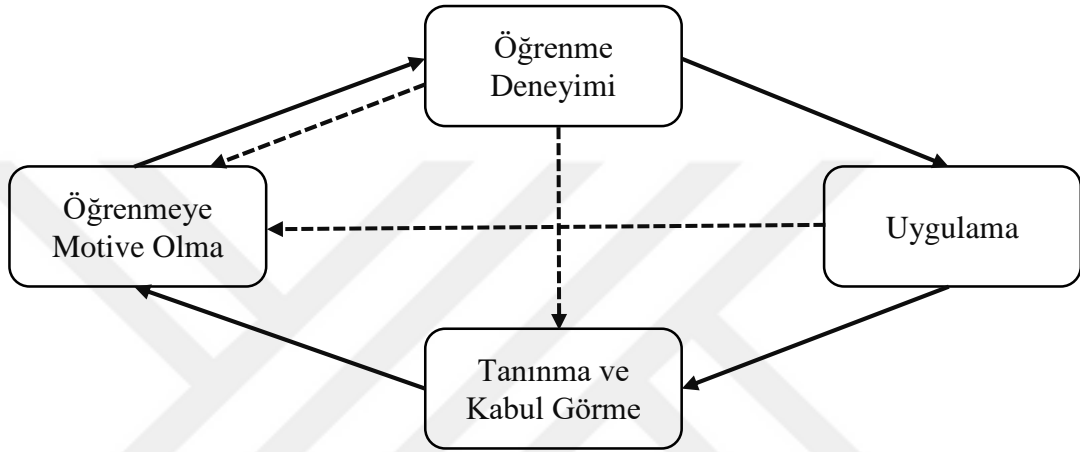 Öğrenme
Deneyimi
Öğrenmeye
Motive Olma
Uygulama
Tanınma ve
Kabul Görme